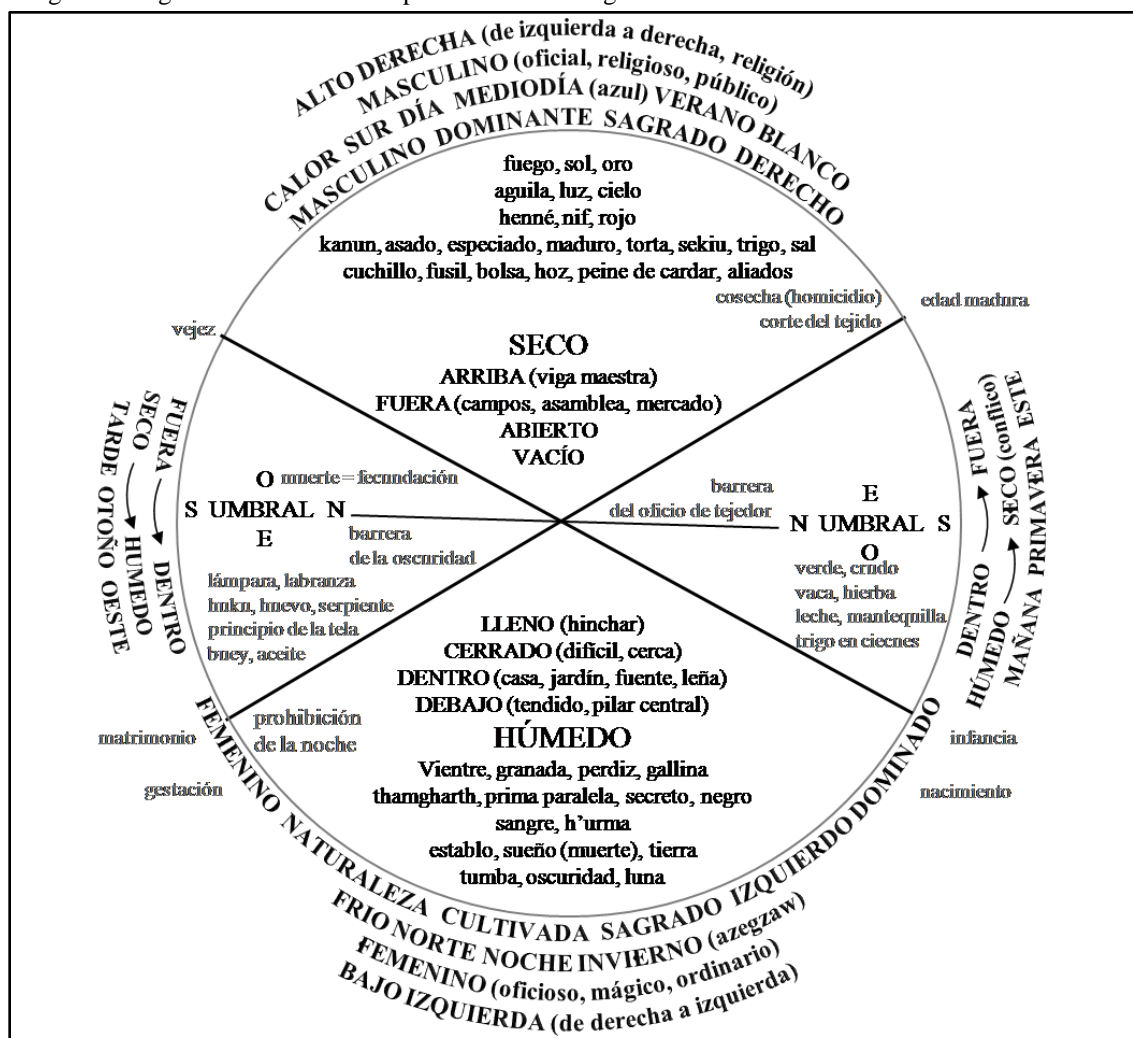 ALTO DERECHA (de izquierda a derecha, religión)
MASCULINO (oficial, religioso, público)
CALOR SUR DÍA MEDIODÍA (azul) VERANO BLANCO
MASCULINO DOMINANTE SAGRADO DERECHO
fuego, sol, oro
aguila, luz, cielo
henné, nif, rojo
kanun, asado, especiado, maduro, torta, sekiu, trigo, sal
cuchillo, fusil, bolsa, hoz, peine de cardar, aliados
cosecha (homicidio)
corte del tejido
edad madura
vejez
SECO
ARRIBA (viga maestra)
FUERA (campos, asamblea, mercado)
ABIERTO
VACÍO
FUERA DENTRO
SECO HUMEDO
TARDE OTOÑO OESTE
O muerte = fecundación
S UMBRAL N
E
barrera
de la oscuridad
lámpara, labranza
huevo, serpiente
principio de la tela
buey, aceite
barrera
del oficio de tejedor
E
N UMBRAL S
O
verde, crudo
vaca, hierba
leche, mantequilla
trigo en ciecnes
DENTRO FUERA
HÚMEDO SECO (conflico)
MAÑANA PRIMAVERA ESTE
LLENO (hinchar)
CERRADO (difícil, cerca)
DENTRO (casa, jardín, fuente, leña)
DEBAJO (tendido, pilar central)
HÚMEDO
prohibición
de la noche
matrimonio
gestación
infancia
nacimiento
Vientre, granada, perdiz, gallina
thamgharth, prima paralela, secreto, negro
sangre, h'urma
establo, sueño (muerte), tierra
tumba, oscuridad, luna
FEMENINO NATURALEZA CULTIVADA SAGRADO IZQUIERDO DOMINADO
FRIO NORTE NOCHE INVIERNO (azegzaw)
FEMENINO (oficioso, mágico, ordinario)
BAJO IZQUIERDA (de derecha a izquierda)